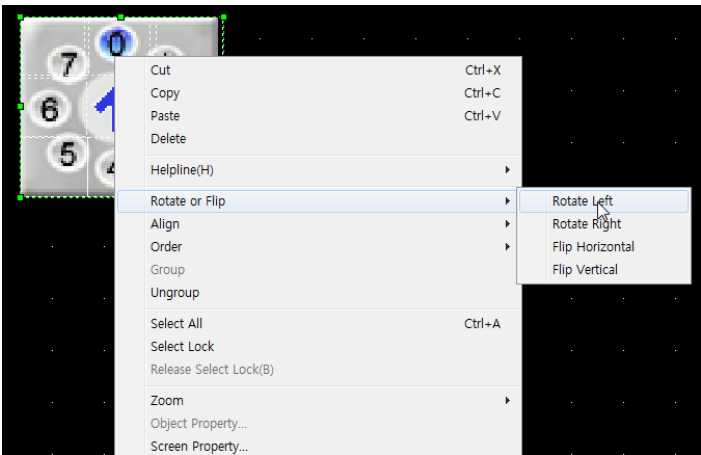 0
7
6
5
Cut Ctrl+X
Copy Ctrl+C
Paste Ctrl+V
Delete
Helpline(H)
Rotate or Flip
Rotate Left
Align
Rotate Right
Order
Flip Horizontal
Group
Flip Vertical
Ungroup
Select All Ctrl+A
Select Lock
Release Select Lock(B)
Zoom
Object Property...
Screen Property...